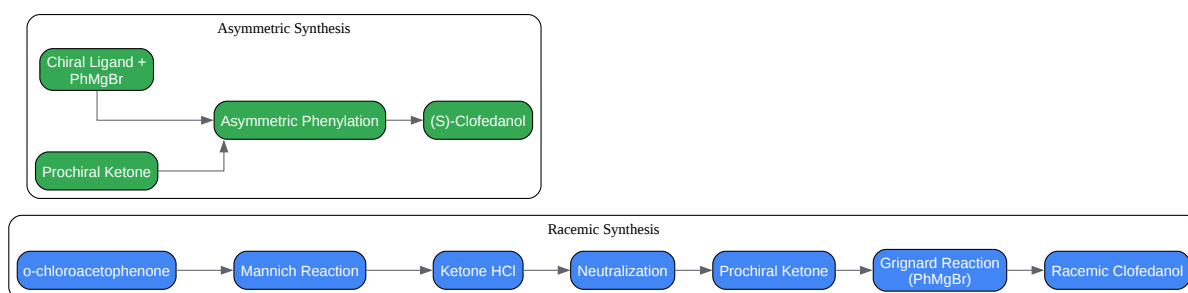 Asymmetric Synthesis
Chiral Ligand +
PhMgBr
Asymmetric Phenylation
(S)-Clofedanol
Prochiral Ketone
Racemic Synthesis
o-chloroacetophenone
Mannich Reaction
Ketone HCl
Neutralization
Prochiral Ketone
Grignard Reaction
(PhMgBr)
Racemic Clofedanol